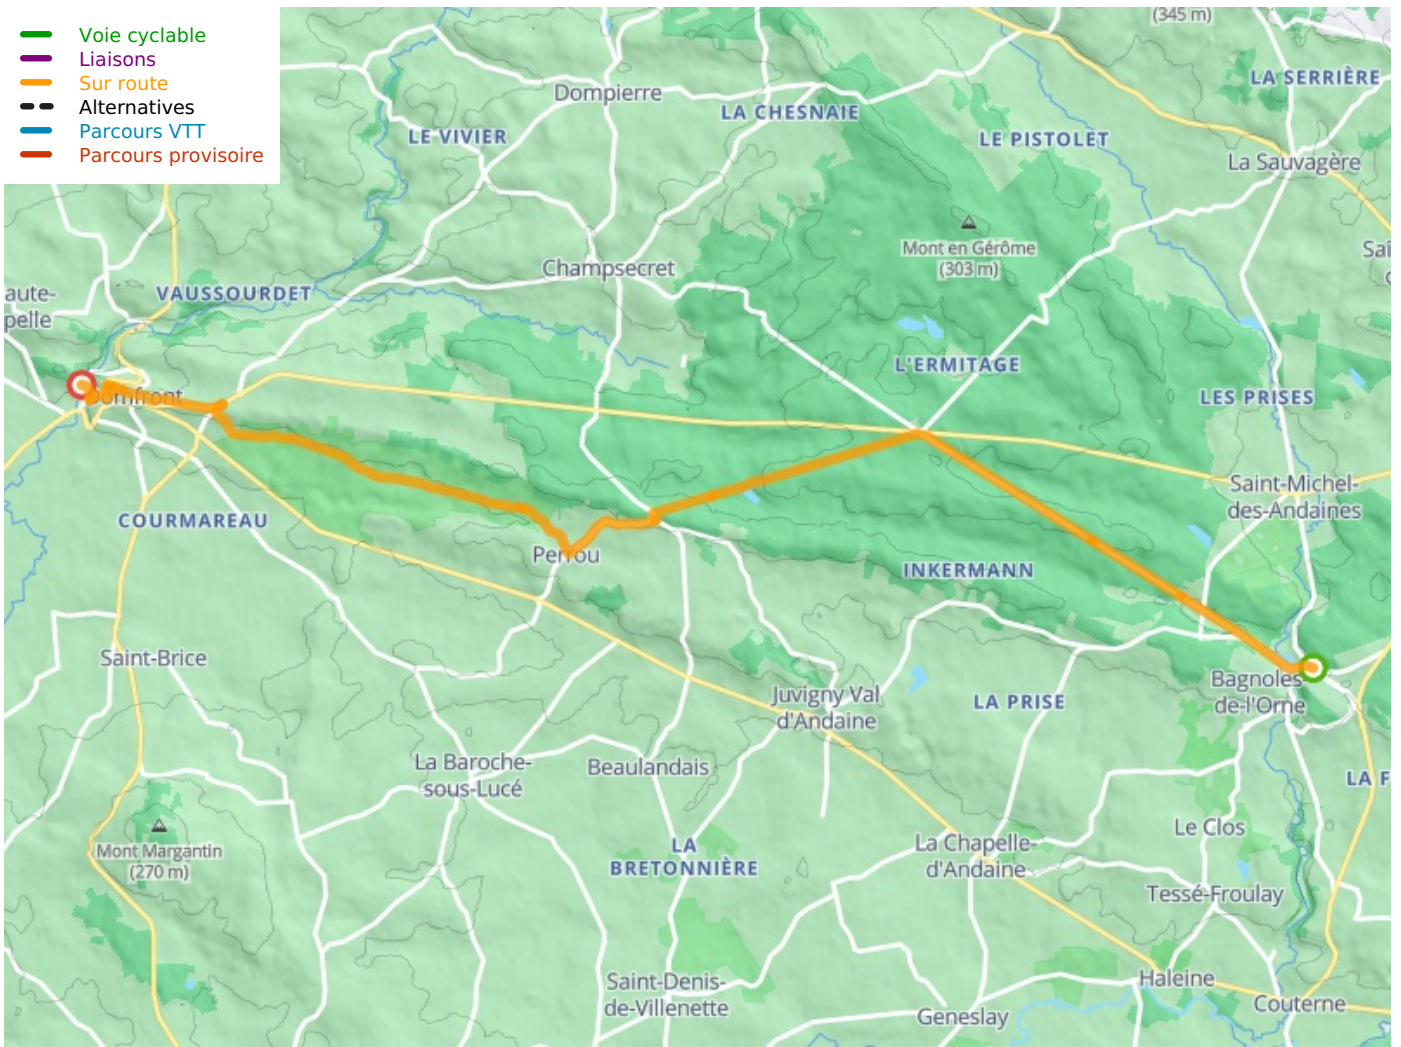 Voie cyclable
Liaisons
Sur route
Alternatives
Parcours VTT
Parcours provisoire
(345 m)
LA SERRIÈRE
Dompierre
LA CHESNAIE
LE VIVIER
LE PISTOLET
La Sauvagère
Mont en Gérôme
(303 m)
Champsecret
VAUSSOURDET
aute-
pelle
L'ERMITAGE
LES PRISES
Domfront
Saint-Michel-
des-Andaines
COURMAREAU
Perrou
INKERMANN
Saint-Brice
Bagnoles-
de-l'Orne
Juvigny Val
d'Andaine
LA PRISE
La Baroche-
sous-Lucé
Beaulandais
LA F
Le Clos
Mont Margantin
(270 m)
LA
BRETONNIÈRE
La Chapelle-
d'Andaine
Tessé-Froulay
Saint-Denis-
de-Villenette
Haleine
Couterne
Geneslay